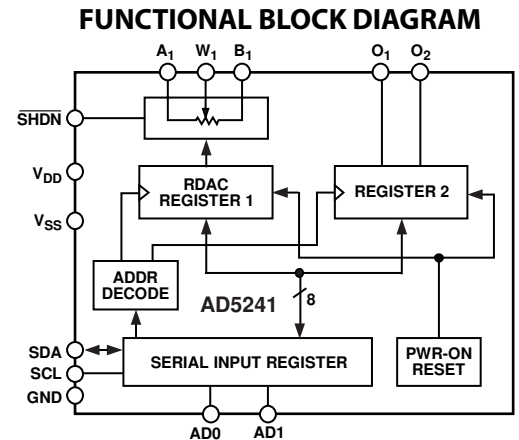 FUNCTIONAL BLOCK DIAGRAM
A1 W1 B1 O1 O2
SHDN
VDD
VSS
RDAC
REGISTER 1
REGISTER 2
ADDR
DECODE
AD5241
8
SDA
SCL
GND
SERIAL INPUT REGISTER
PWR-ON
RESET
AD0 AD1